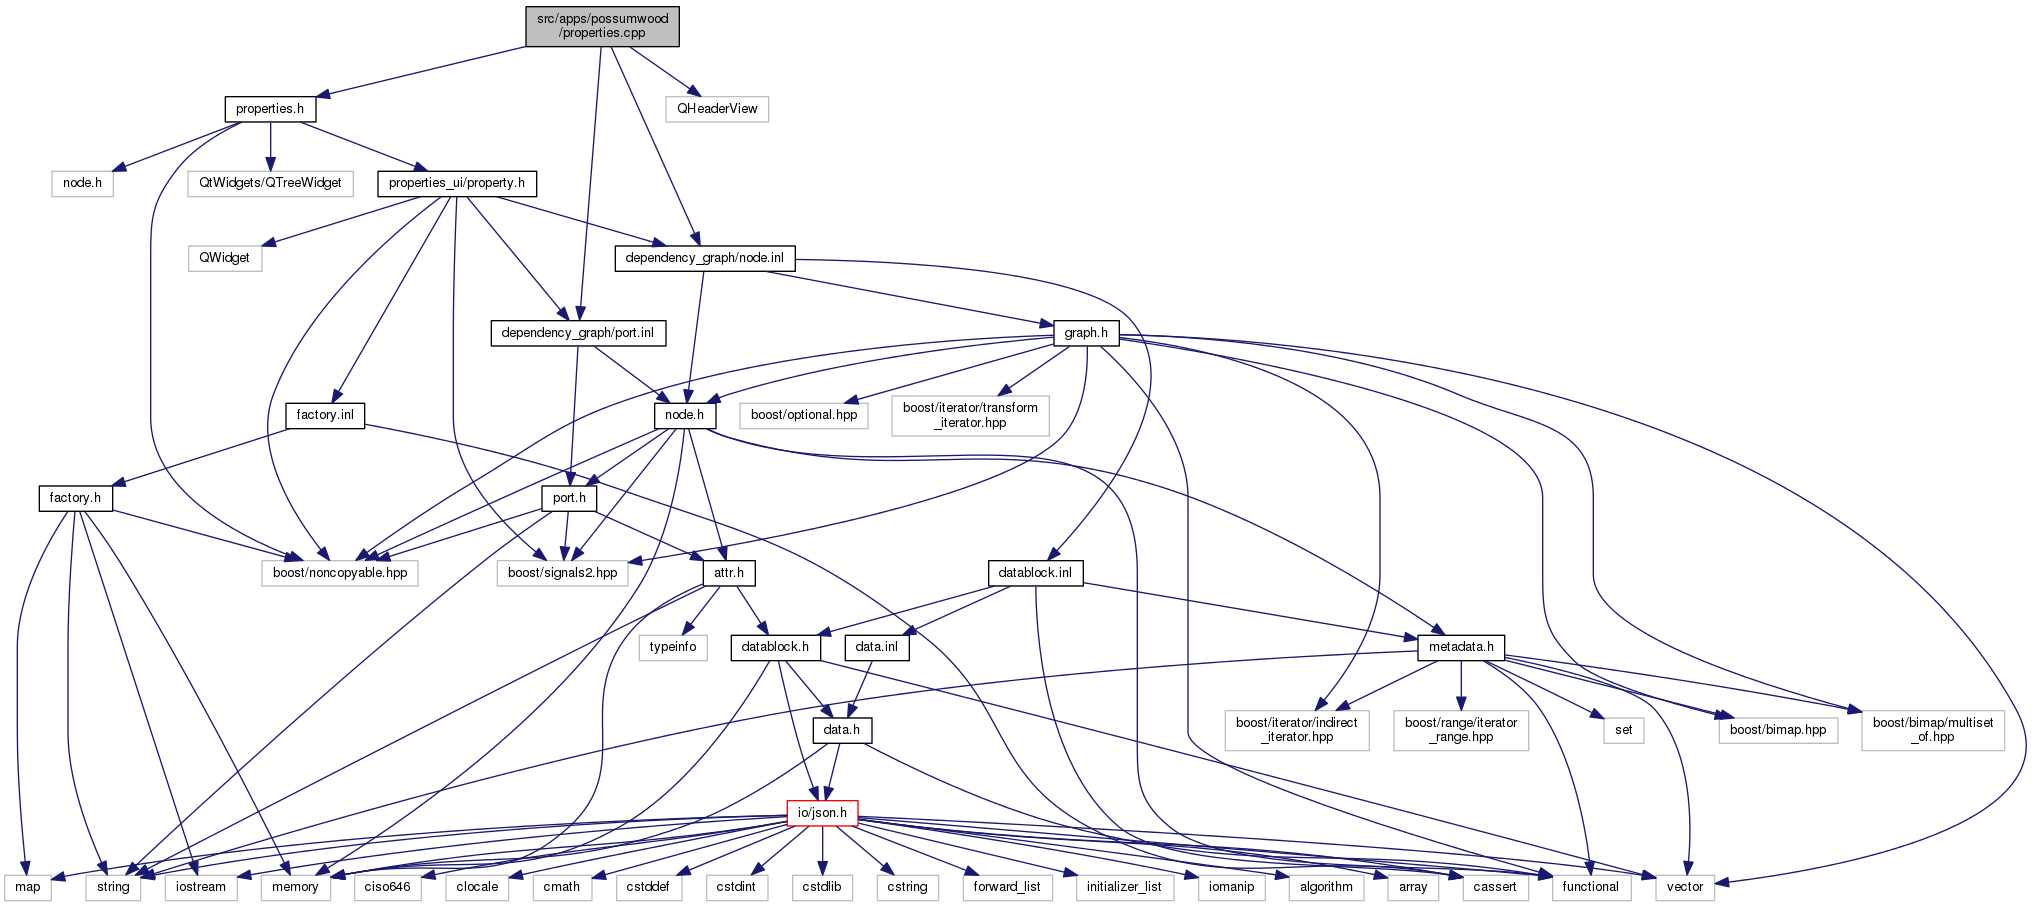 src/apps/possumwood
/properties.cpp
properties.h
QHeaderView
node.h
QtWidgets/QTreeWidget
properties_ui/property.h
QWidget
dependency_graph/node.inl
dependency_graph/port.inl
graph.h
factory.inl
node.h
boost/optional.hpp
boost/iterator/transform
_iterator.hpp
factory.h
port.h
boost/noncopyable.hpp
boost/signals2.hpp
attr.h
datablock.inl
typeinfo
datablock.h
data.inl
metadata.h
data.h
boost/iterator/indirect
_iterator.hpp
boost/range/iterator
_range.hpp
set
boost/bimap.hpp
boost/bimap/multiset
_of.hpp
io/json.h
map
string
iostream
memory
ciso646
clocale
cmath
cstddef
cstdint
cstdlib
cstring
forward_list
initializer_list
iomanip
algorithm
array
cassert
functional
vector